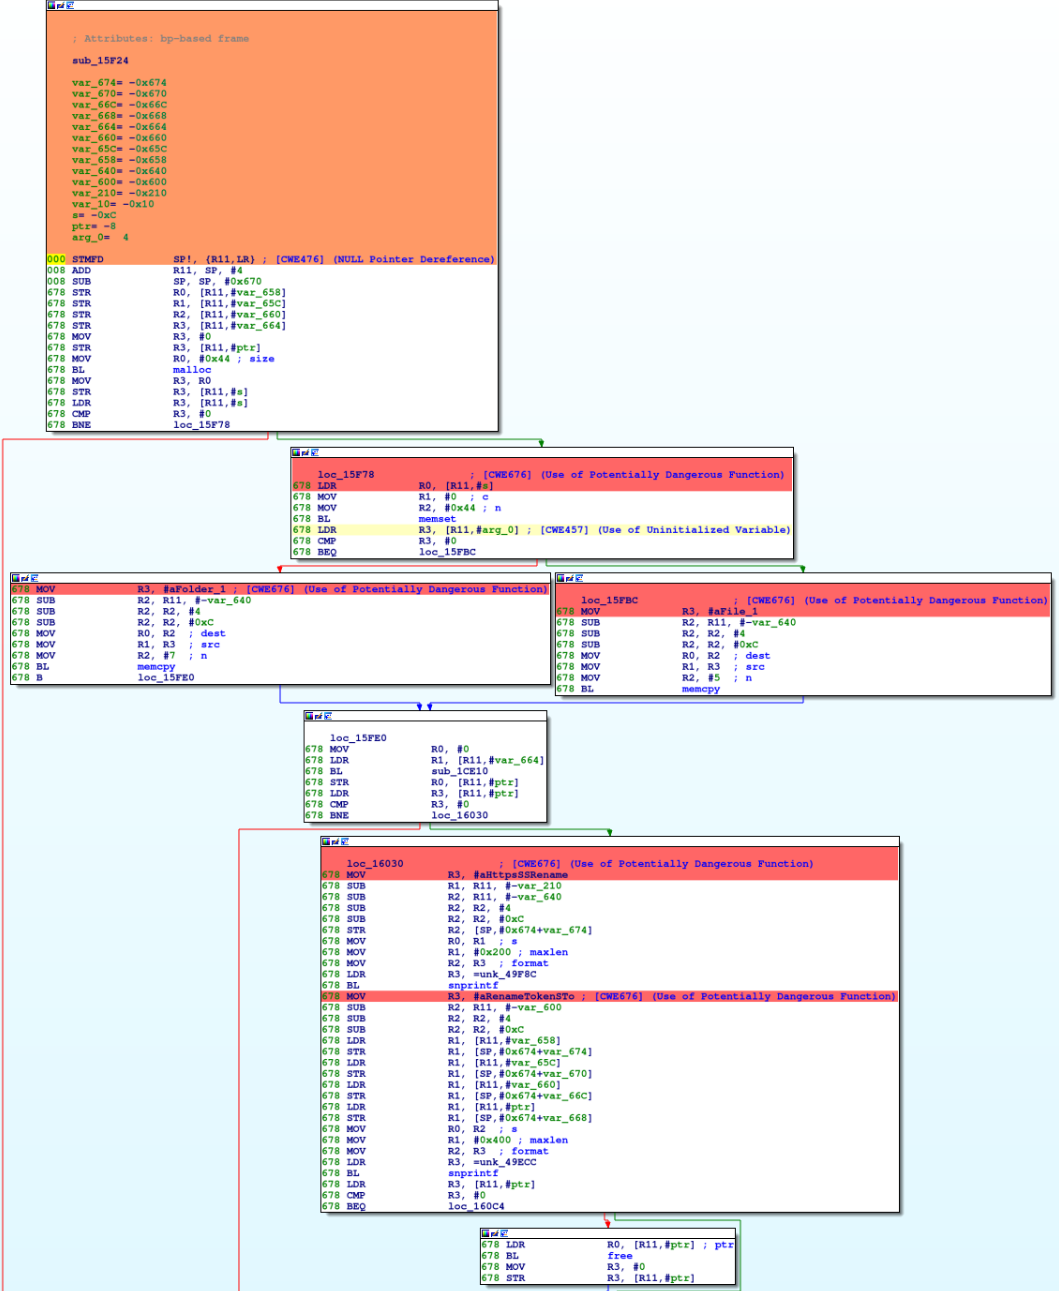 ; Attributes: bp-based frame
sub_15F24
var_674= -0x674
var_670= -0x670
var_66C= -0x66C
var_668= -0x668
var_664= -0x664
var_660= -0x660
var_65C= -0x65C
var_658= -0x658
var_640= -0x640
var_600= -0x600
var_210= -0x210
var_10= -0x10
s= -0xC
ptr= -8
arg_0= 4
000 STMFD SP!, {R11,LR} ; [CWE476] (NULL Pointer Dereference)
008 ADD R11, SP, #4
008 SUB SP, SP, #0x670
678 STR R0, [R11,#var_658]
678 STR R1, [R11,#var_65C]
678 STR R2, [R11,#var_660]
678 STR R3, [R11,#var_664]
678 MOV R3, #0
678 STR R3, [R11,#ptr]
678 MOV R0, #0x44 ; size
678 BL malloc
678 MOV R3, R0
678 STR R3, [R11,#s]
678 LDR R3, [R11,#s]
678 CMP R3, #0
678 BNE loc_15F78
loc_15F78 ; [CWE676] (Use of Potentially Dangerous Function)
678 LDR R0, [R11,#s]
678 MOV R1, #0 ; c
678 MOV R2, #0x44 ; n
678 BL memset
678 LDR R3, [R11,#arg_0] ; [CWE457] (Use of Uninitialized Variable)
678 CMP R3, #0
678 BEQ loc_15FBC
678 MOV R3, #aFolder_1 ; [CWE676] (Use of Potentially Dangerous Function)
678 SUB R2, R11, #-var_640
678 SUB R2, R2, #4
678 SUB R2, R2, #0xC
678 MOV R0, R2 ; dest
678 MOV R1, R3 ; src
678 MOV R2, #7 ; n
678 BL memcpy
678 B loc_15FE0
loc_15FBC ; [CWE676] (Use of Potentially Dangerous Function)
678 MOV R3, #aFile_1
678 SUB R2, R11, #-var_640
678 SUB R2, R2, #4
678 SUB R2, R2, #0xC
678 MOV R0, R2 ; dest
678 MOV R1, R3 ; src
678 MOV R2, #5 ; n
678 BL memcpy
loc_15FE0
678 MOV R0, #0
678 LDR R1, [R11,#var_664]
678 BL sub_1CE10
678 STR R0, [R11,#ptr]
678 LDR R3, [R11,#ptr]
678 CMP R3, #0
678 BNE loc_16030
loc_16030 ; [CWE676] (Use of Potentially Dangerous Function)
678 MOV R3, #aHttpsSSRename
678 SUB R1, R11, #-var_210
678 SUB R2, R11, #-var_640
678 SUB R2, R2, #4
678 SUB R2, R2, #0xC
678 STR R2, [SP,#0x674+var_674]
678 MOV R0, R1 ; s
678 MOV R1, #0x200 ; maxlen
678 MOV R2, R3 ; format
678 LDR R3, =unk_49F8C
678 BL snprintf
678 MOV R3, #aRenameTokenSTo ; [CWE676] (Use of Potentially Dangerous Function)
678 SUB R2, R11, #-var_600
678 SUB R2, R2, #4
678 SUB R2, R2, #0xC
678 LDR R1, [R11,#var_658]
678 STR R1, [SP,#0x674+var_674]
678 LDR R1, [R11,#var_65C]
678 STR R1, [SP,#0x674+var_670]
678 LDR R1, [R11,#var_660]
678 STR R1, [SP,#0x674+var_66C]
678 LDR R1, [R11,#ptr]
678 STR R1, [SP,#0x674+var_668]
678 MOV R0, R2 ; s
678 MOV R1, #0x400 ; maxlen
678 MOV R2, R3 ; format
678 LDR R3, =unk_49ECC
678 BL snprintf
678 LDR R3, [R11,#ptr]
678 CMP R3, #0
678 BEQ loc_160C4
678 LDR R0, [R11,#ptr] ; ptr
678 BL free
678 MOV R3, #0
678 STR R3, [R11,#ptr]